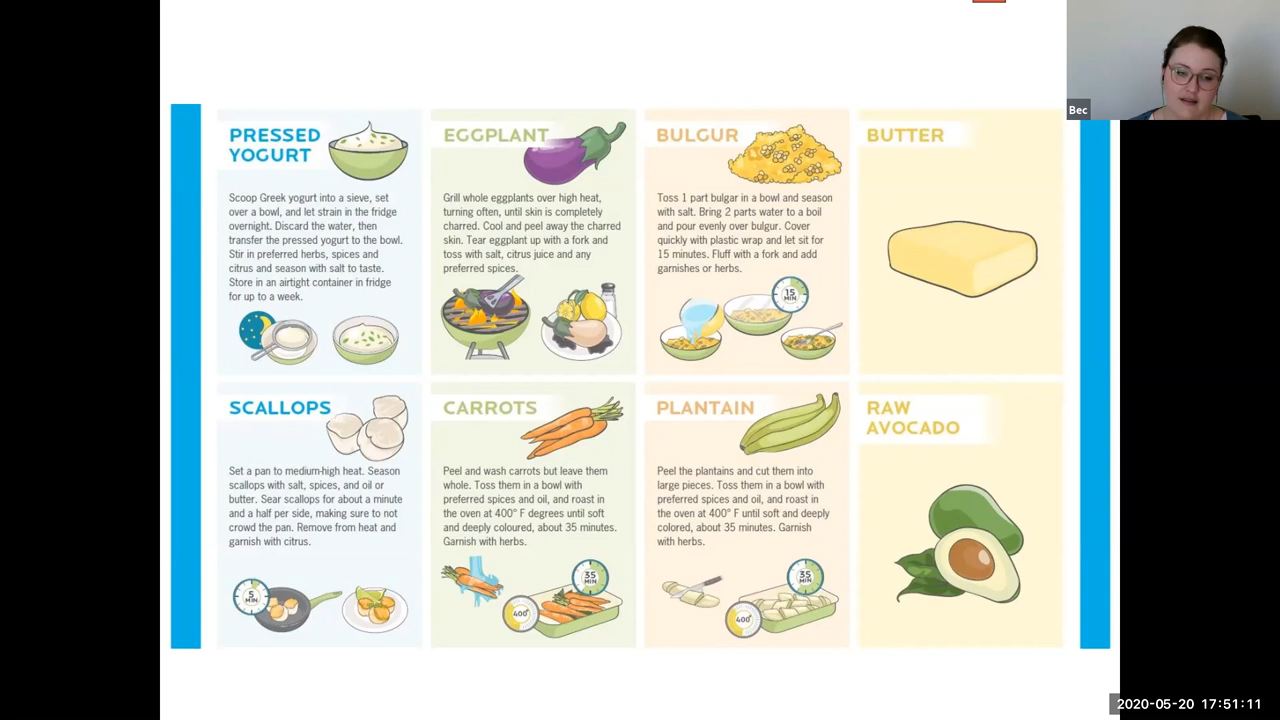 Bec
PRESSED
YOGURT
Scoop Greek yogurt into a sieve, set
over a bowl, and let strain in the fridge
overnight. Discard the water, then
transfer the pressed yogurt to the bowl.
Stir in preferred herbs, spices and
citrus and season with salt to taste.
Store in an airtight container in fridge
for up to a week.
EGGPLANT
Grill whole eggplants over high heat,
turning often, until skin is completely
charred. Cool and peel away the charred
skin. Tear eggplant up with a fork and
toss with salt, citrus juice and any
preferred spices.
BULGUR
Toss 1 part bulgar in a bowl and season
with salt. Bring 2 parts water to a boil
and pour evenly over bulgur. Cover
quickly with plastic wrap and let sit for
15 minutes. Fluff with a fork and add
garnishes or herbs.
15
MIN
BUTTER
SCALLOPS
Set a pan to medium-high heat. Season
scallops with salt, spices, and oil or
butter. Sear scallops for about a minute
and a half per side, making sure to not
crowd the pan. Remove from heat and
garnish with citrus.
5
MIN
CARROTS
Peel and wash carrots but leave them
whole. Toss them in a bowl with
preferred spices and oil, and roast in
the oven at 400° F degrees until soft
and deeply coloured, about 35 minutes.
Garnish with herbs.
35
MIN
400°
PLANTAIN
Peel the plantains and cut them into
large pieces. Toss them in a bowl with
preferred spices and oil, and roast in
the oven at 400° F until soft and deeply
colored, about 35 minutes. Garnish
with herbs.
35
MIN
400°
RAW
AVOCADO
2020-05-20 17:51:11